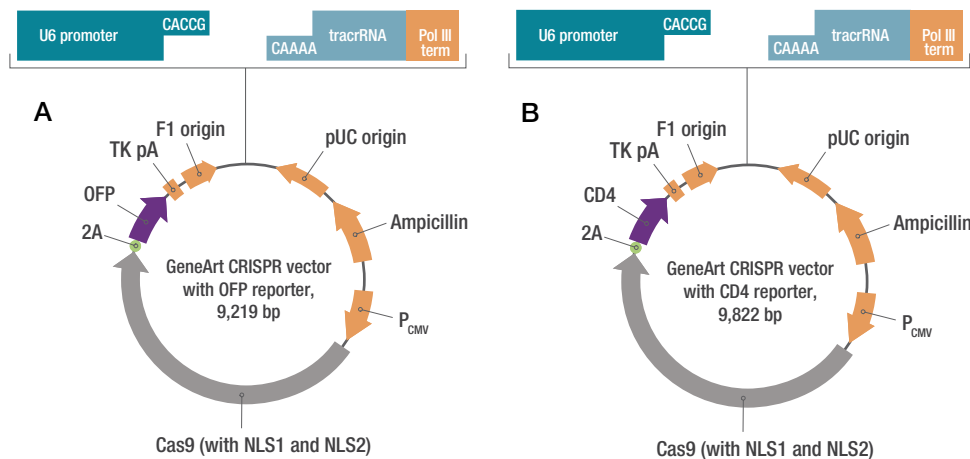 U6 promoter
CACCG
CAAAA
tracrRNA
Pol III
term
A
F1 origin
TK pA
OFP
2A
pUC origin
Ampicillin
PCMV
GeneArt CRISPR vector
with OFP reporter,
9,219 bp
Cas9 (with NLS1 and NLS2)
U6 promoter
CACCG
CAAAA
tracrRNA
Pol III
term
B
F1 origin
TK pA
CD4
2A
pUC origin
Ampicillin
PCMV
GeneArt CRISPR vector
with CD4 reporter,
9,822 bp
Cas9 (with NLS1 and NLS2)